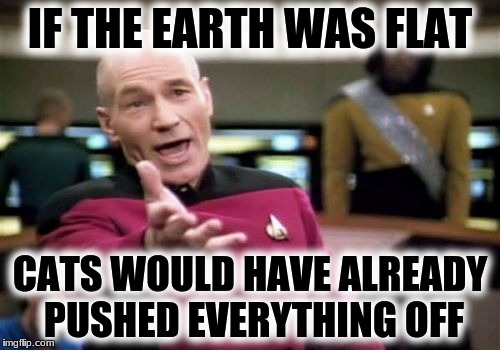 IF THE EARTH WAS FLAT
CATS WOULD HAVE ALREADY
PUSHED EVERYTHING OFF
imgflip.com